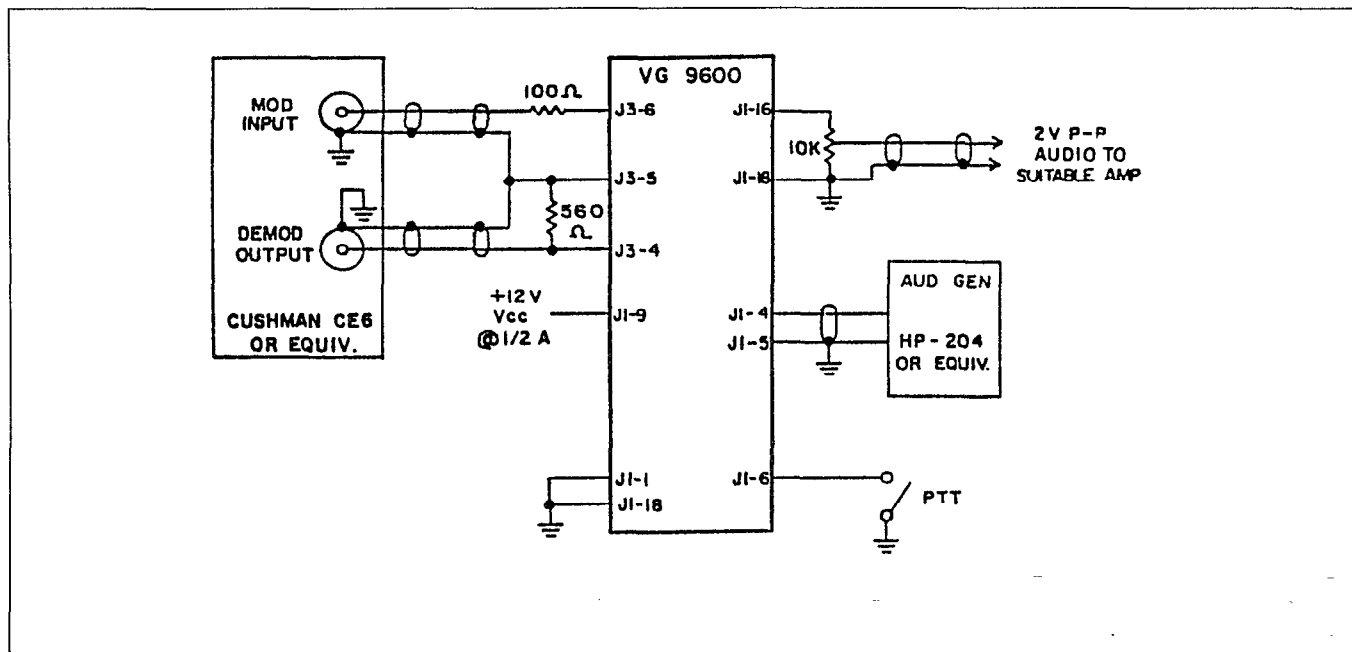 VG 9600
MOD
INPUT
100Ω
J3-6
J1-16
10K
2V P-P
AUDIO TO
SUITABLE AMP
J3-5
J1-18
560
Ω
DEMOD
OUTPUT
J3-4
CUSHMAN CE6
OR EQUIV.
+12V
Vcc
@1/2 A
J1-9
J1-4
J1-5
AUD GEN
HP-204
OR EQUIV.
J1-1
J1-18
J1-6
PTT